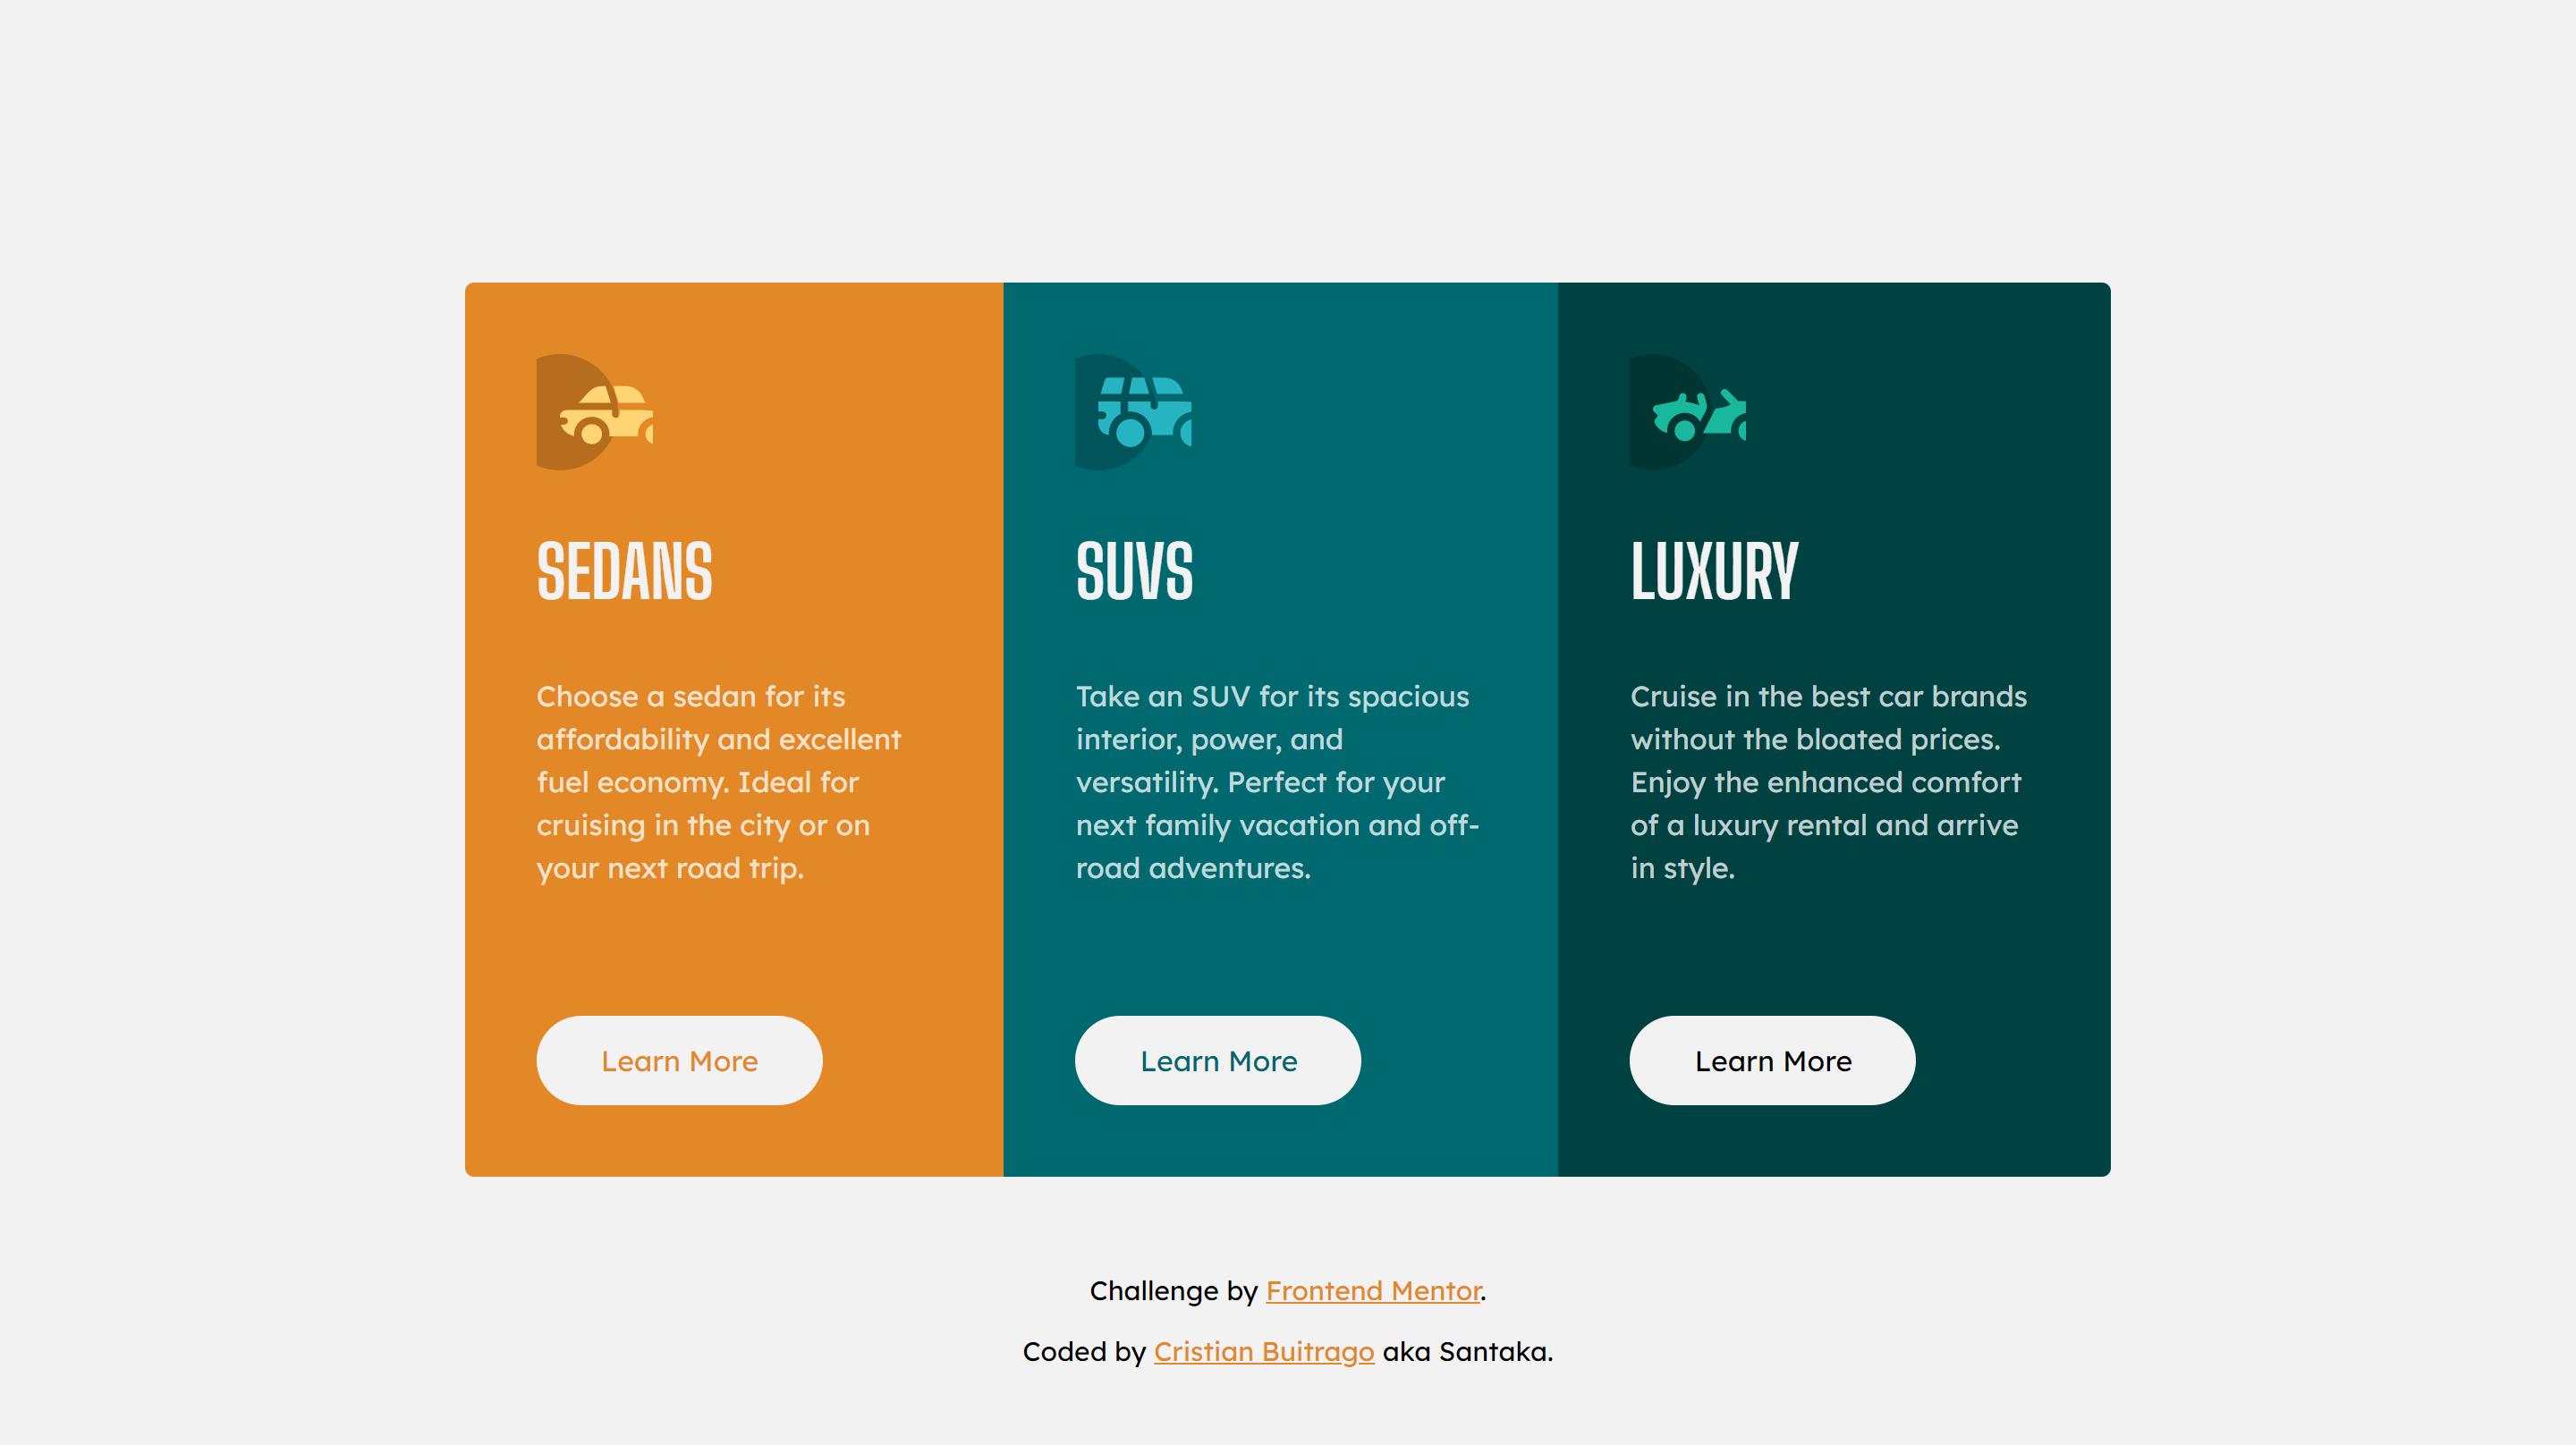 SEDANS
Choose a sedan for its
affordability and excellent
fuel economy. Ideal for
cruising in the city or on
your next road trip.
Learn More
SUVS
Take an SUV for its spacious
interior, power, and
versatility. Perfect for your
next family vacation and off-
road adventures.
Learn More
LUXURY
Cruise in the best car brands
without the bloated prices.
Enjoy the enhanced comfort
of a luxury rental and arrive
in style.
Learn More
Challenge by Frontend Mentor.
Coded by Cristian Buitrago aka Santaka.